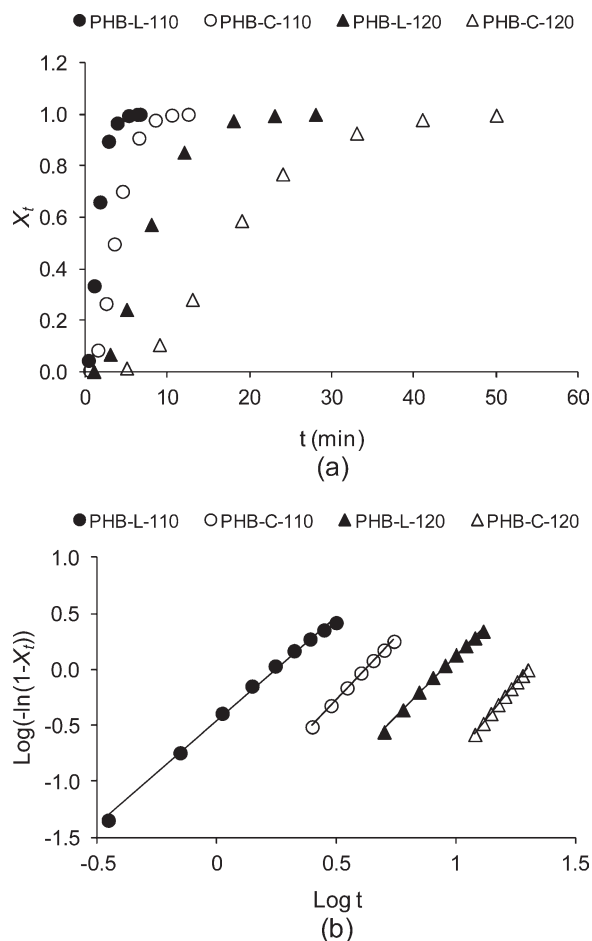 ● PHB-L-110 ○ PHB-C-110 ▲ PHB-L-120 △ PHB-C-120
1.2
1.0
0.8
0.6
0.4
0.2
0.0
X_t
0 10 20 30 40 50 60
t (min)
(a)
● PHB-L-110 ○ PHB-C-110 ▲ PHB-L-120 △ PHB-C-120
1.0
0.5
0.0
-0.5
-1.0
-1.5
Log(-ln(1-X_t))
-0.5 0 0.5 1 1.5
Log t
(b)